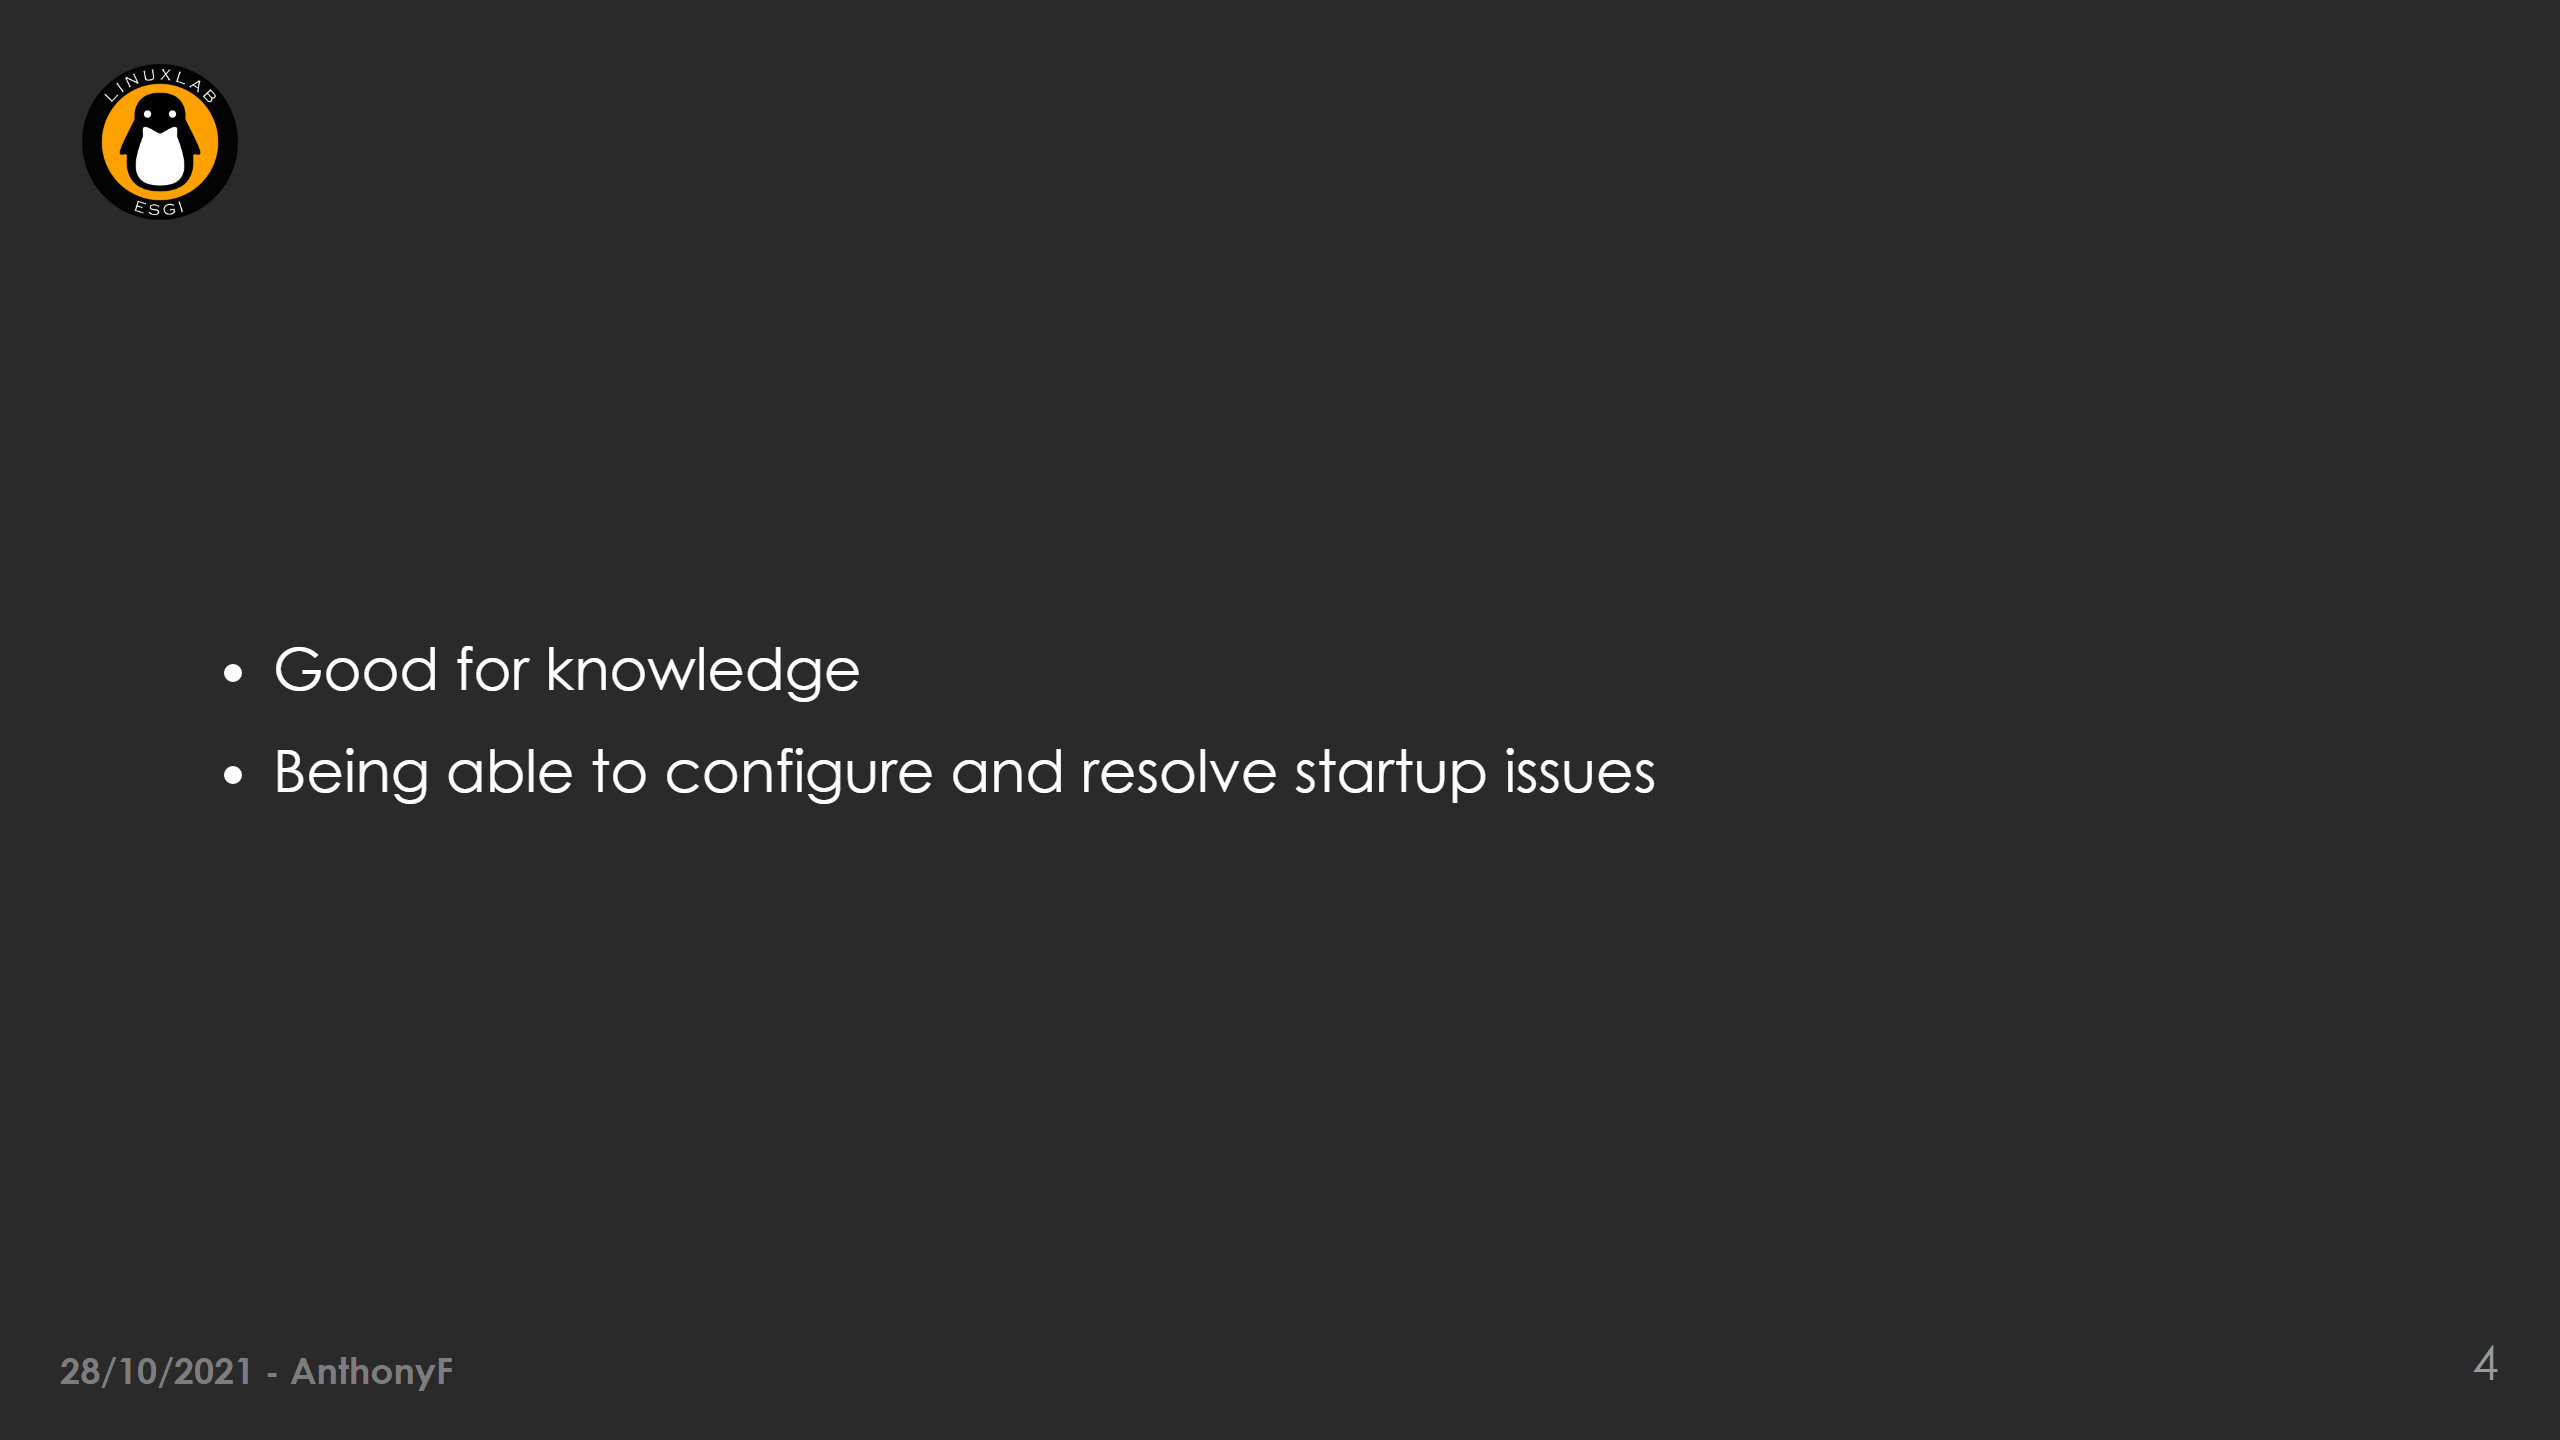 LINUXLAB
ESGI
• Good for knowledge
• Being able to configure and resolve startup issues
28/10/2021 - AnthonyF
4